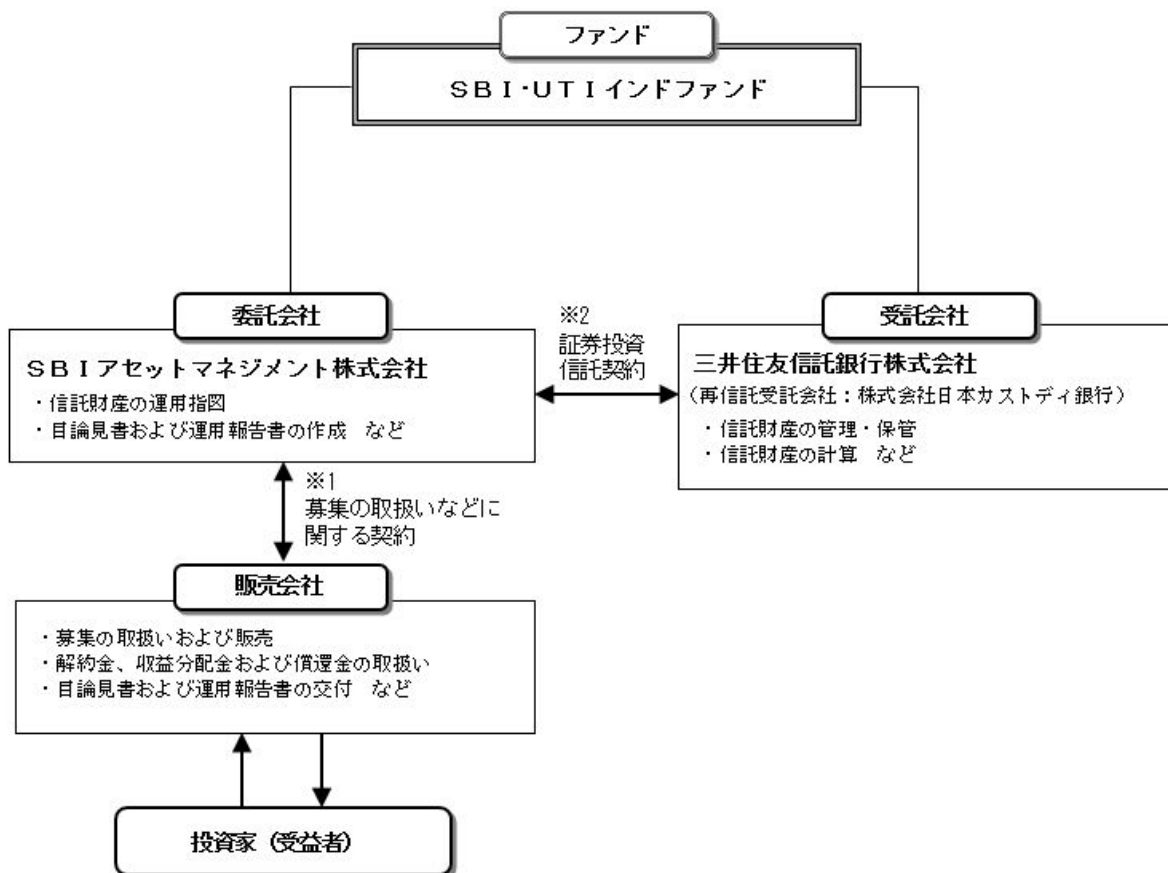 ファンド
ＳＢＩ・ＵＴＩインドファンド
委託会社
ＳＢＩアセットマネジメント株式会社
・信託財産の運用指図
・目論見書および運用報告書の作成　など
※2
証券投資
信託契約
受託会社
三井住友信託銀行株式会社
（再信託受託会社：株式会社日本カストディ銀行）
・信託財産の管理・保管
・信託財産の計算　など
※1
募集の取扱いなどに
関する契約
販売会社
・募集の取扱いおよび販売
・解約金、収益分配金および償還金の取扱い
・目論見書および運用報告書の交付　など
投資家（受益者）